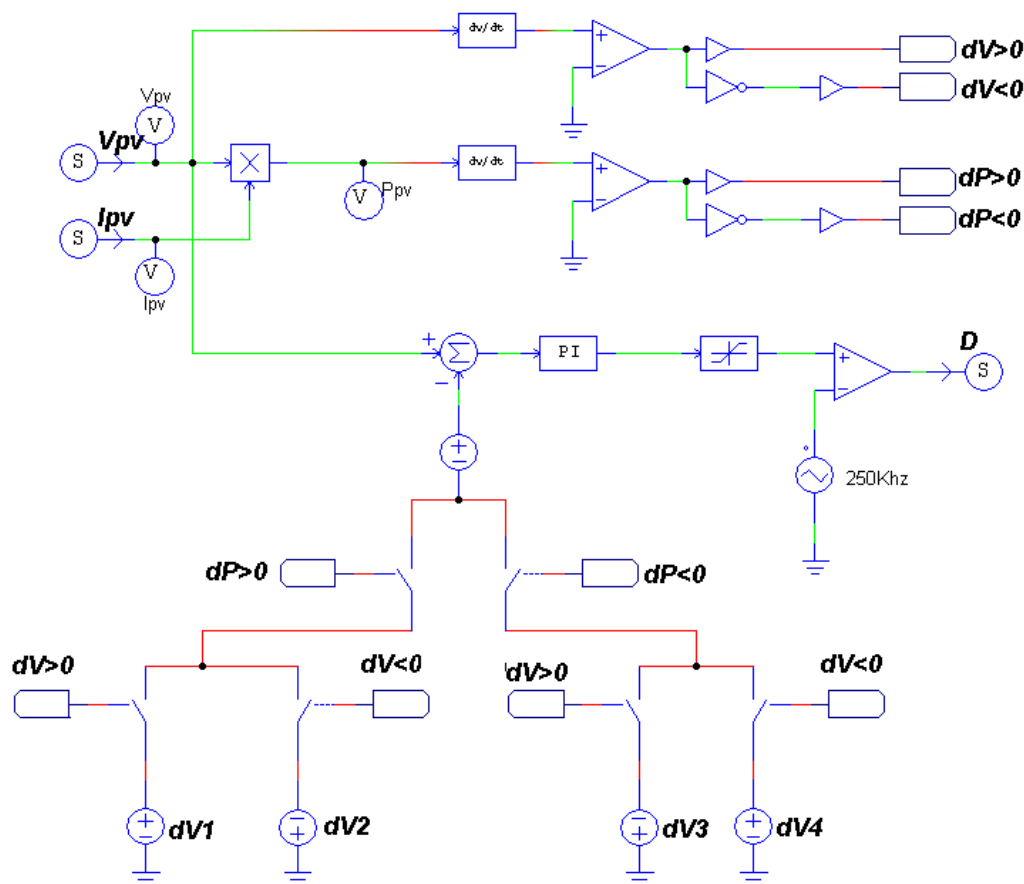 dv/dt
dV>0
dV<0
Vpv
V
Vpv
S
dv/dt
V
Ppv
dP>0
dP<0
Ipv
S
V
Ipv
+
Σ
−
PI
D
S
250Khz
dP>0
dP<0
dV>0
dV<0
dV>0
dV<0
dV1
dV2
dV3
dV4